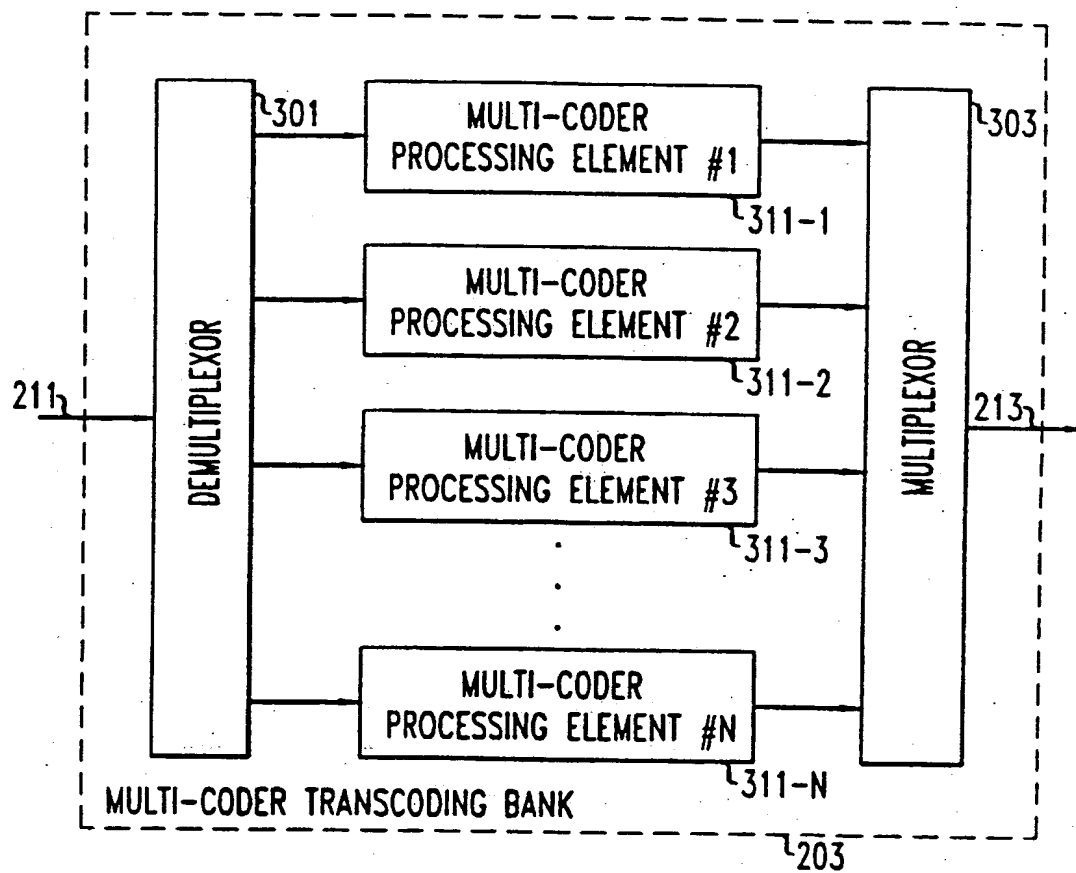 301
MULTI-CODER
PROCESSING ELEMENT #1
303
311-1
MULTI-CODER
PROCESSING ELEMENT #2
311-2
211
DEMULTIPLEXOR
MULTI-CODER
PROCESSING ELEMENT #3
311-3
MULTIPLEXOR
213
MULTI-CODER
PROCESSING ELEMENT #N
311-N
MULTI-CODER TRANSCODING BANK
203